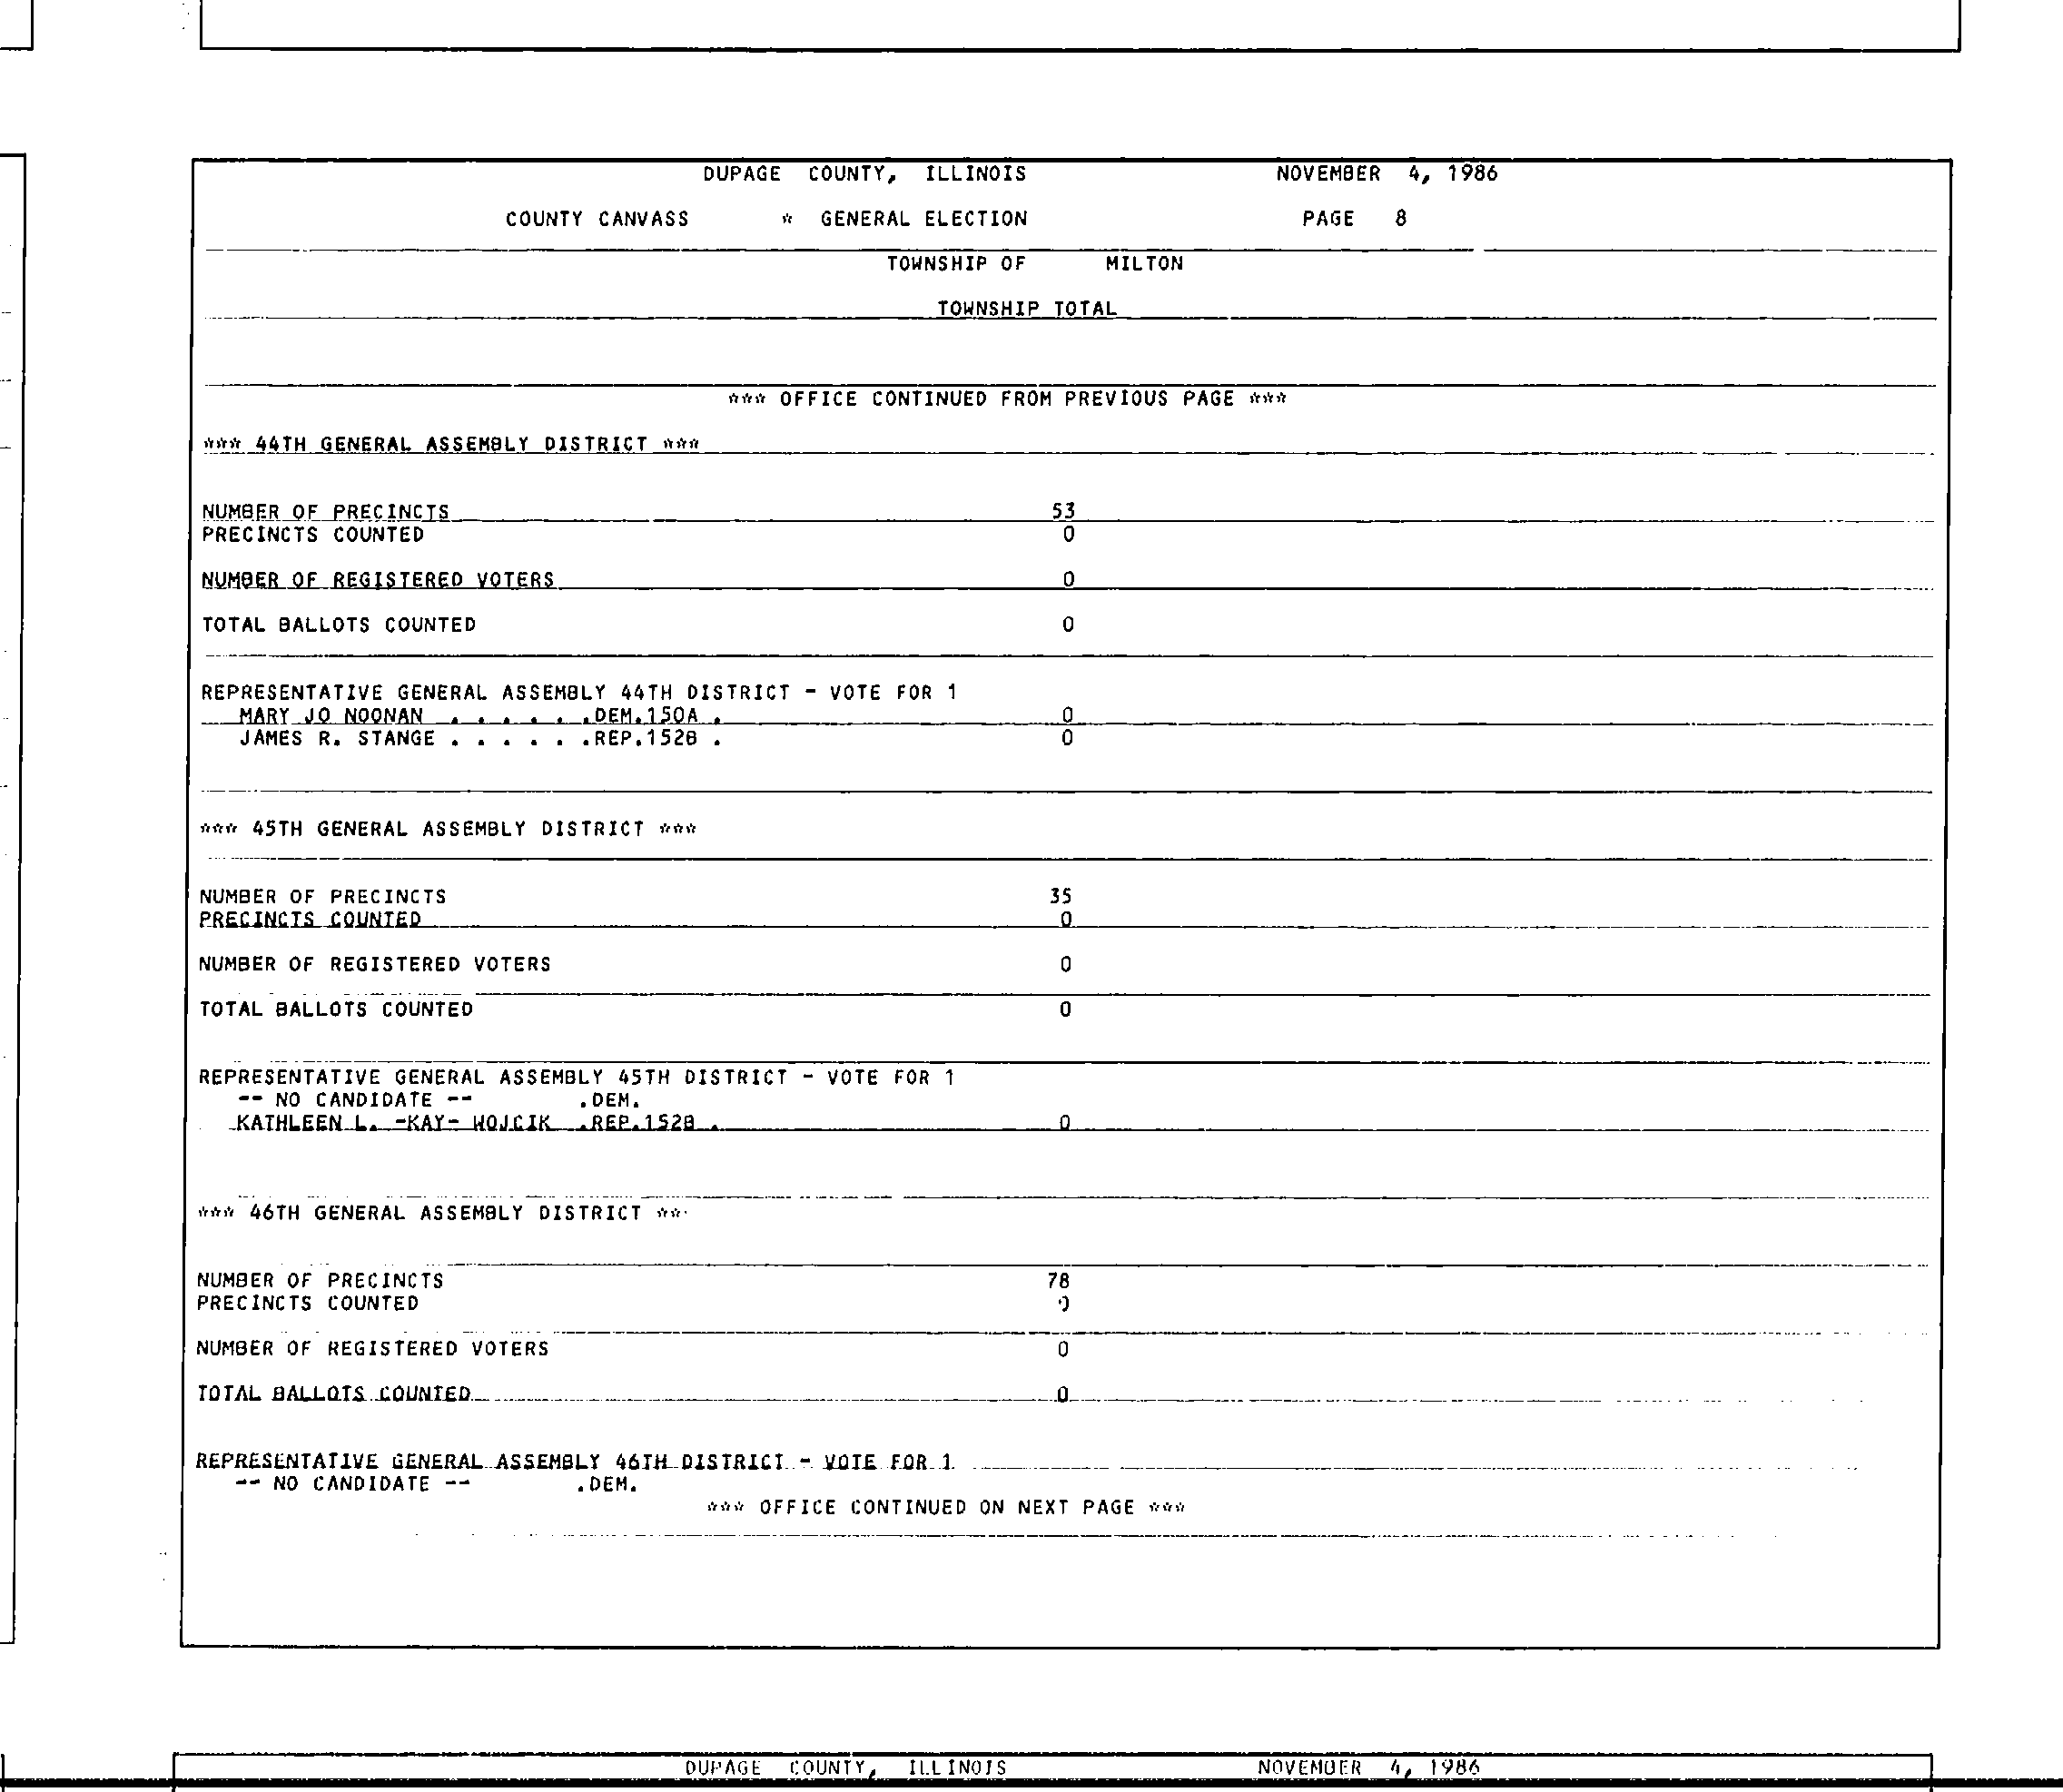 DUPAGE COUNTY, ILLINOIS NOVEMBER 4, 1986
COUNTY CANVASS * GENERAL ELECTION PAGE 8
TOWNSHIP OF MILTON
TOWNSHIP TOTAL
*** OFFICE CONTINUED FROM PREVIOUS PAGE ***
*** 44TH GENERAL ASSEMBLY DISTRICT ***
NUMBER OF PRECINCTS 53
PRECINCTS COUNTED 0
NUMBER OF REGISTERED VOTERS 0
TOTAL BALLOTS COUNTED 0
REPRESENTATIVE GENERAL ASSEMBLY 44TH DISTRICT - VOTE FOR 1
MARY JO NOONAN . . . . . .DEM.150A . 0
JAMES R. STANGE . . . . . .REP.152B . 0
*** 45TH GENERAL ASSEMBLY DISTRICT ***
NUMBER OF PRECINCTS 35
PRECINCTS COUNTED 0
NUMBER OF REGISTERED VOTERS 0
TOTAL BALLOTS COUNTED 0
REPRESENTATIVE GENERAL ASSEMBLY 45TH DISTRICT - VOTE FOR 1
-- NO CANDIDATE -- .DEM.
KATHLEEN L. -KAY- WOJCIK .REP.152B . 0
*** 46TH GENERAL ASSEMBLY DISTRICT **
NUMBER OF PRECINCTS 78
PRECINCTS COUNTED 0
NUMBER OF REGISTERED VOTERS 0
TOTAL BALLOTS COUNTED 0
REPRESENTATIVE GENERAL ASSEMBLY 46TH DISTRICT - VOTE FOR 1
-- NO CANDIDATE -- .DEM.
*** OFFICE CONTINUED ON NEXT PAGE ***
DUPAGE COUNTY, ILLINOIS NOVEMBER 4, 1986